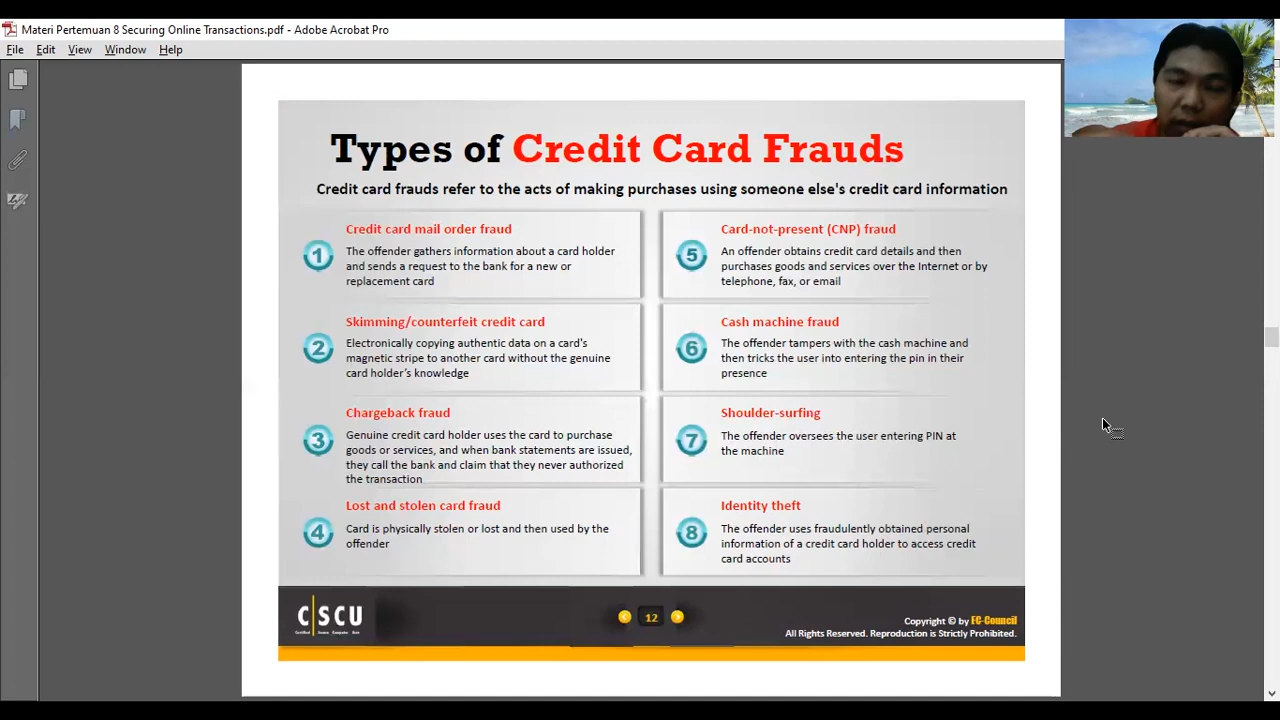 Materi Pertemuan 8 Securing Online Transactions.pdf - Adobe Acrobat Pro
File Edit View Window Help
Types of Credit Card Frauds
Credit card frauds refer to the acts of making purchases using someone else's credit card information
1
Credit card mail order fraud
The offender gathers information about a card holder
and sends a request to the bank for a new or
replacement card
2
Skimming/counterfeit credit card
Electronically copying authentic data on a card's
magnetic stripe to another card without the genuine
card holder’s knowledge
3
Chargeback fraud
Genuine credit card holder uses the card to purchase
goods or services, and when bank statements are issued,
they call the bank and claim that they never authorized
the transaction
4
Lost and stolen card fraud
Card is physically stolen or lost and then used by the
offender
5
Card-not-present (CNP) fraud
An offender obtains credit card details and then
purchases goods and services over the Internet or by
telephone, fax, or email
6
Cash machine fraud
The offender tampers with the cash machine and
then tricks the user into entering the pin in their
presence
7
Shoulder-surfing
The offender oversees the user entering PIN at
the machine
8
Identity theft
The offender uses fraudulently obtained personal
information of a credit card holder to access credit
card accounts
CSCU
Certified Secure Computer User
12
Copyright © by EC-Council
All Rights Reserved. Reproduction is Strictly Prohibited.